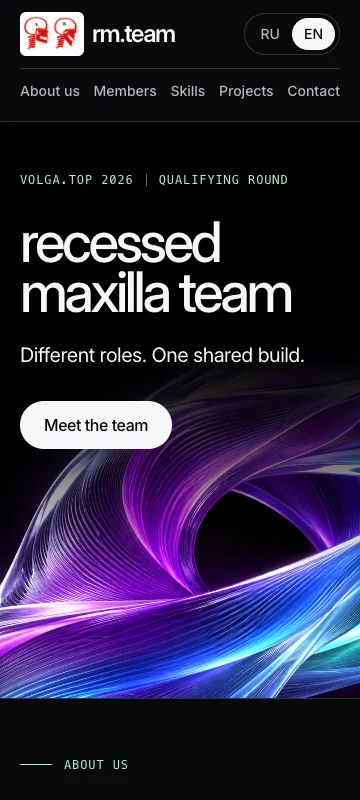 rm.team
RU EN
About us Members Skills Projects Contact
VOLGA.TOP 2026 | QUALIFYING ROUND
recessed
maxilla team
Different roles. One shared build.
Meet the team
ABOUT US